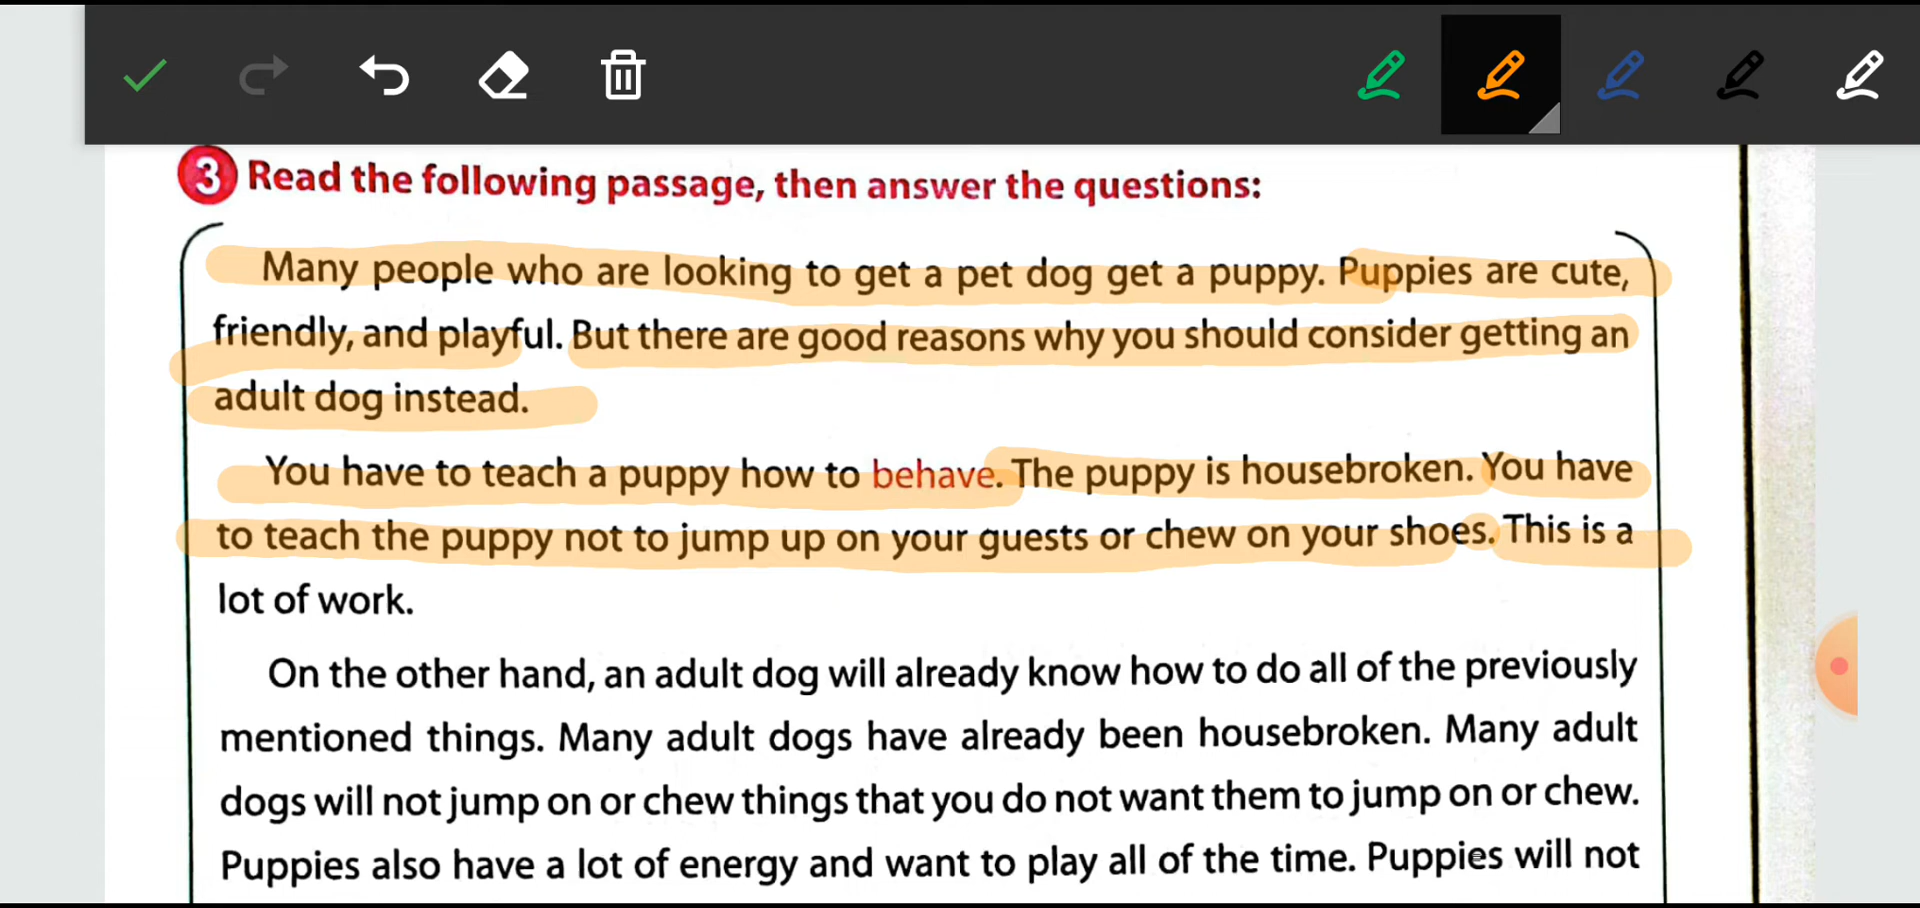 3 Read the following passage, then answer the questions:
Many people who are looking to get a pet dog get a puppy. Puppies are cute,
friendly, and playful. But there are good reasons why you should consider getting an
adult dog instead.
You have to teach a puppy how to behave. The puppy is housebroken. You have
to teach the puppy not to jump up on your guests or chew on your shoes. This is a
lot of work.
On the other hand, an adult dog will already know how to do all of the previously
mentioned things. Many adult dogs have already been housebroken. Many adult
dogs will not jump on or chew things that you do not want them to jump on or chew.
Puppies also have a lot of energy and want to play all of the time. Puppies will not